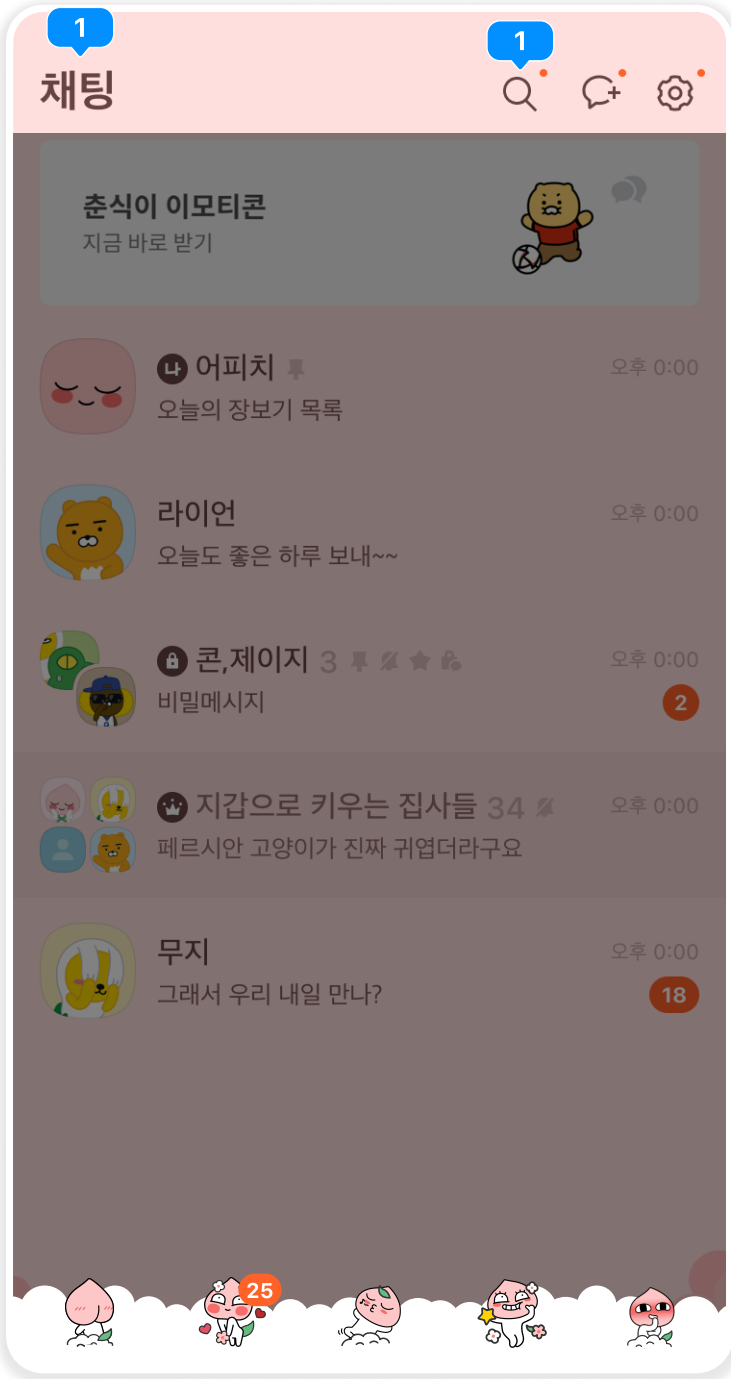 1
1
채팅
춘식이 이모티콘
지금 바로 받기
나 어피치
오후 0:00
오늘의 장보기 목록
라이언
오후 0:00
오늘도 좋은 하루 보내~~
콘,제이지 3
오후 0:00
비밀메시지
2
지갑으로 키우는 집사들 34
오후 0:00
페르시안 고양이가 진짜 귀엽더라구요
무지
오후 0:00
그래서 우리 내일 만나?
18
25